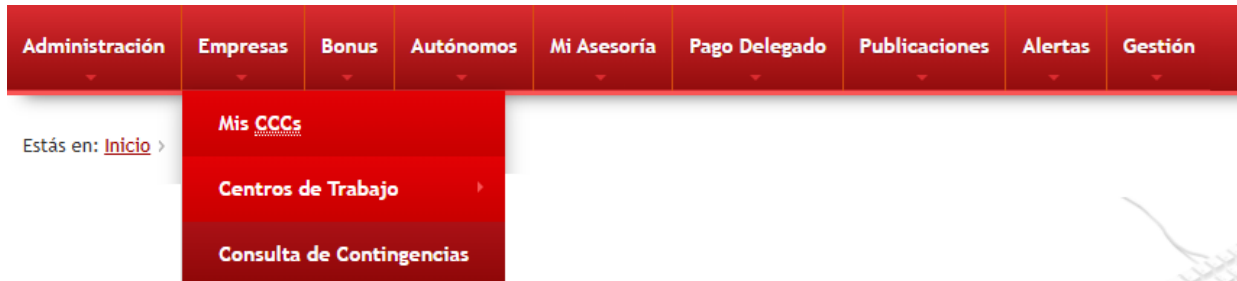 Administración Empresas Bonus Autónomos Mi Asesoría Pago Delegado Publicaciones Alertas Gestión
Mis CCCs
Estás en: Inicio >
Centros de Trabajo
Consulta de Contingencias